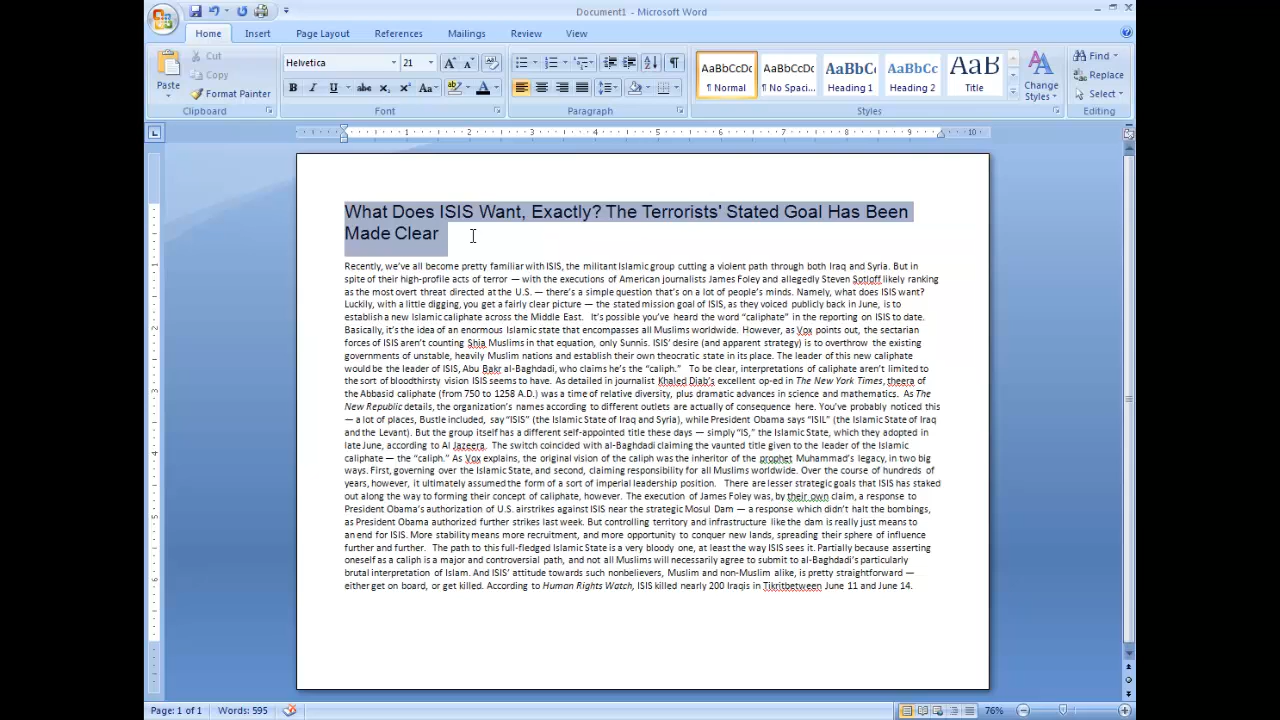 Document1 - Microsoft Word
Home Insert Page Layout References Mailings Review View
Paste
Cut
Copy
Format Painter
Clipboard
Helvetica 21
Font
Paragraph
AaBbCcDc AaBbCcDc AaBbC AaBbCc AaB
¶ Normal ¶ No Spaci... Heading 1 Heading 2 Title
Change Styles
Styles
Find
Replace
Select
Editing
What Does ISIS Want, Exactly? The Terrorists' Stated Goal Has Been
Made Clear
Recently, we've all become pretty familiar with ISIS, the militant Islamic group cutting a violent path through both Iraq and Syria. But in
spite of their high-profile acts of terror — with the executions of American journalists James Foley and allegedly Steven Sotloff likely ranking
as the most overt threat directed at the U.S. — there's a simple question that's on a lot of people's minds. Namely, what does ISIS want?
Luckily, with a little digging, you get a fairly clear picture — the stated mission goal of ISIS, as they voiced publicly back in June, is to
establish a new Islamic caliphate across the Middle East. It's possible you've heard the word “caliphate” in the reporting on ISIS to date.
Basically, it's the idea of an enormous Islamic state that encompasses all Muslims worldwide. However, as Vox points out, the sectarian
forces of ISIS aren't counting Shia Muslims in that equation, only Sunnis. ISIS' desire (and apparent strategy) is to overthrow the existing
governments of unstable, heavily Muslim nations and establish their own theocratic state in its place. The leader of this new caliphate
would be the leader of ISIS, Abu Bakr al-Baghdadi, who claims he's the “caliph.” To be clear, interpretations of caliphate aren't limited to
the sort of bloodthirsty vision ISIS seems to have. As detailed in journalist Khaled Diab's excellent op-ed in The New York Times, theera of
the Abbasid caliphate (from 750 to 1258 A.D.) was a time of relative diversity, plus dramatic advances in science and mathematics. As The
New Republic details, the organization's names according to different outlets are actually of consequence here. You've probably noticed this
— a lot of places, Bustle included, say “ISIS” (the Islamic State of Iraq and Syria), while President Obama says “ISIL” (the Islamic State of Iraq
and the Levant). But the group itself has a different self-appointed title these days — simply “IS,” the Islamic State, which they adopted in
late June, according to Al Jazeera. The switch coincided with al-Baghdadi claiming the vaunted title given to the leader of the Islamic
caliphate — the “caliph.” As Vox explains, the original vision of the caliph was the inheritor of the prophet Muhammad's legacy, in two big
ways. First, governing over the Islamic State, and second, claiming responsibility for all Muslims worldwide. Over the course of hundreds of
years, however, it ultimately assumed the form of a sort of imperial leadership position. There are lesser strategic goals that ISIS has staked
out along the way to forming their concept of caliphate, however. The execution of James Foley was, by their own claim, a response to
President Obama's authorization of U.S. airstrikes against ISIS near the strategic Mosul Dam — a response which didn't halt the bombings,
as President Obama authorized further strikes last week. But controlling territory and infrastructure like the dam is really just means to
an end for ISIS. More stability means more recruitment, and more opportunity to conquer new lands, spreading their sphere of influence
further and further. The path to this full-fledged Islamic State is a very bloody one, at least the way ISIS sees it. Partially because asserting
oneself as a caliph is a major and controversial path, and not all Muslims will necessarily agree to submit to al-Baghdadi's particularly
brutal interpretation of Islam. And ISIS' attitude towards such nonbelievers, Muslim and non-Muslim alike, is pretty straightforward —
either get on board, or get killed. According to Human Rights Watch, ISIS killed nearly 200 Iraqis in Tikritbetween June 11 and June 14.
Page: 1 of 1 Words: 595 76%